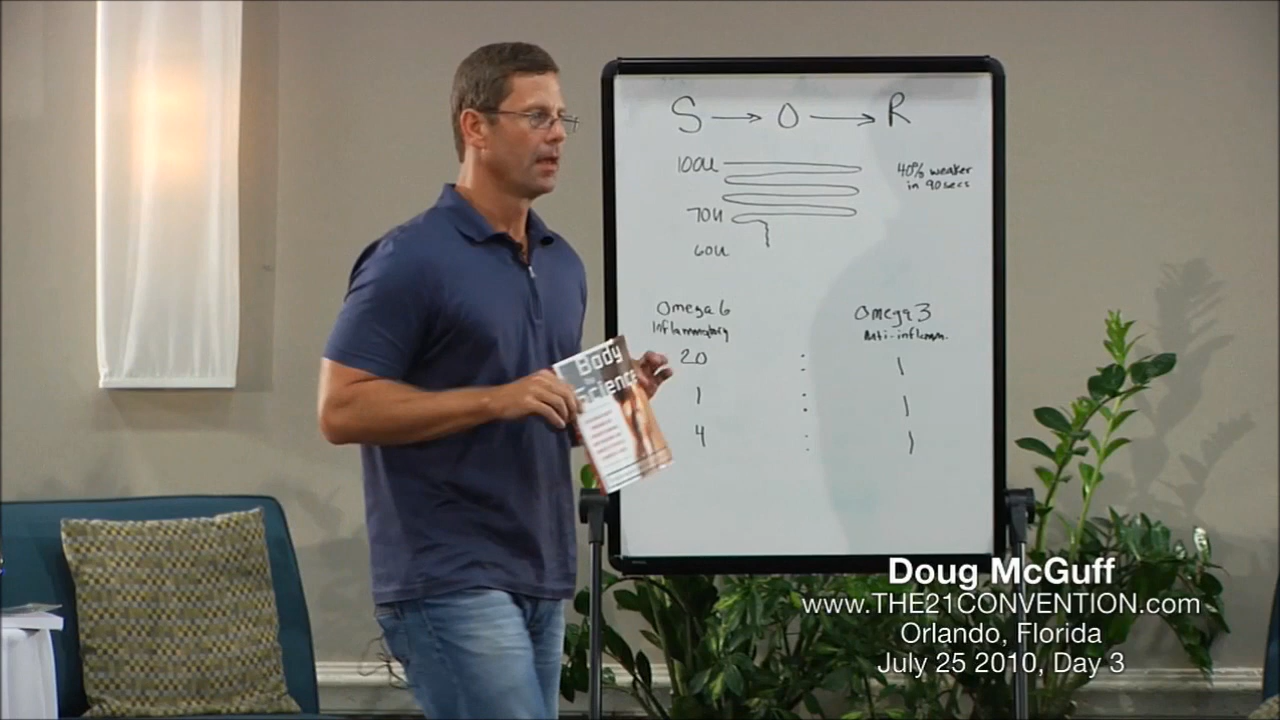 S → O → R
100u
40% weaker
in 90 secs
70u
60u
Omega 6
Omega 3
Inflammatory
Anti-inflamm.
20 : 1
1 : 1
4 : 1
Body
Science
Doug McGuff
www.THE21CONVENTION.com
Orlando, Florida
July 25 2010, Day 3